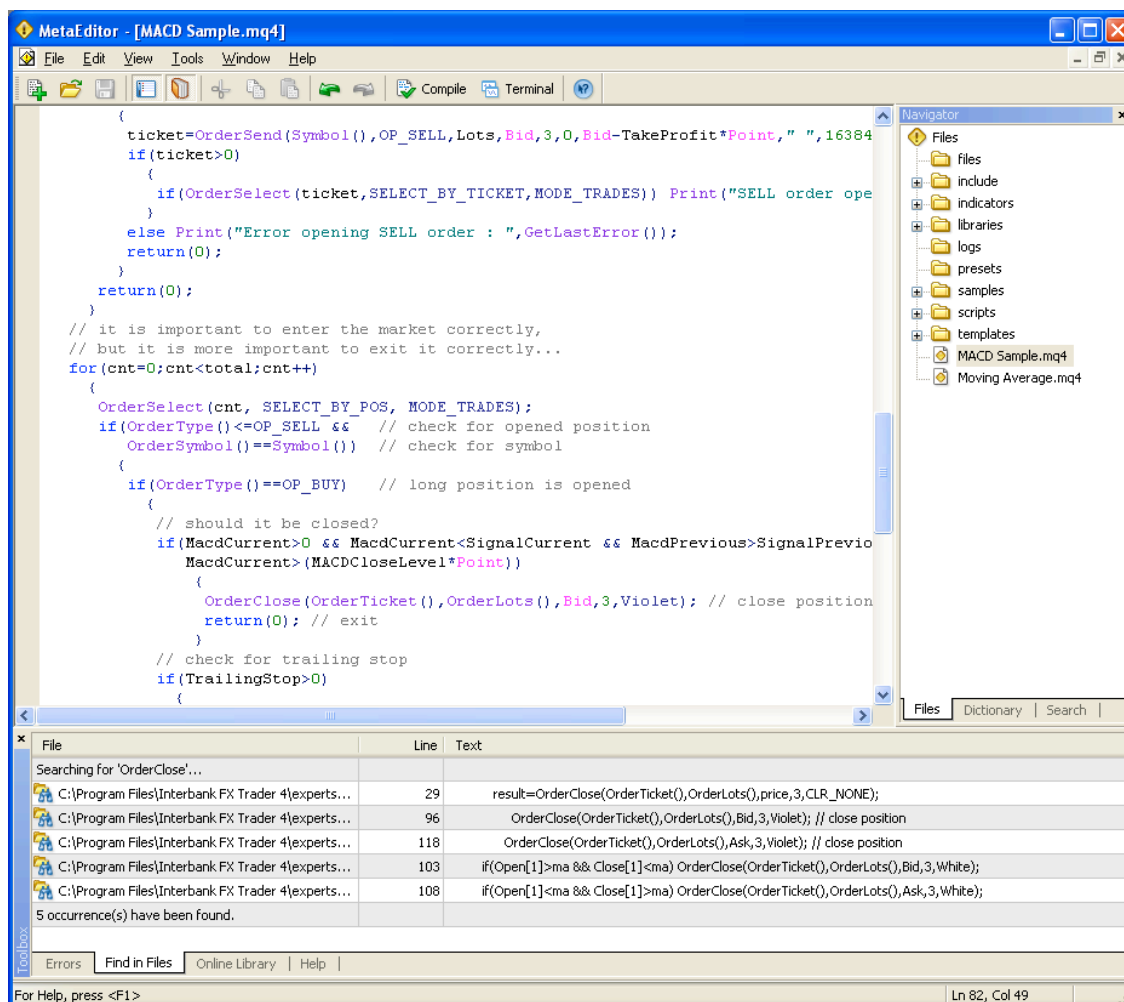 MetaEditor - [MACD Sample.mq4]
File Edit View Tools Window Help
Compile Terminal
{
ticket=OrderSend(Symbol(),OP_SELL,Lots,Bid,3,0,Bid-TakeProfit*Point," ",16384
if(ticket>0)
{
if(OrderSelect(ticket,SELECT_BY_TICKET,MODE_TRADES)) Print("SELL order ope
}
else Print("Error opening SELL order : ",GetLastError());
return(0);
}
return(0);
}
// it is important to enter the market correctly,
// but it is more important to exit it correctly...
for(cnt=0;cnt<total;cnt++)
{
OrderSelect(cnt, SELECT_BY_POS, MODE_TRADES);
if(OrderType()<=OP_SELL && // check for opened position
OrderSymbol()==Symbol()) // check for symbol
{
if(OrderType()==OP_BUY) // long position is opened
{
// should it be closed?
if(MacdCurrent>0 && MacdCurrent<SignalCurrent && MacdPrevious>SignalPrevio
MacdCurrent>(MACDCloseLevel*Point))
{
OrderClose(OrderTicket(),OrderLots(),Bid,3,Violet); // close position
return(0); // exit
}
// check for trailing stop
if(TrailingStop>0)
{
Navigator
Files
files
include
indicators
libraries
logs
presets
samples
scripts
templates
MACD Sample.mq4
Moving Average.mq4
Files Dictionary Search
File Line Text
Searching for 'OrderClose'...
C:\Program Files\Interbank FX Trader 4\experts... 29 result=OrderClose(OrderTicket(),OrderLots(),price,3,CLR_NONE);
C:\Program Files\Interbank FX Trader 4\experts... 96 OrderClose(OrderTicket(),OrderLots(),Bid,3,Violet); // close position
C:\Program Files\Interbank FX Trader 4\experts... 118 OrderClose(OrderTicket(),OrderLots(),Ask,3,Violet); // close position
C:\Program Files\Interbank FX Trader 4\experts... 103 if(Open[1]>ma && Close[1]<ma) OrderClose(OrderTicket(),OrderLots(),Bid,3,White);
C:\Program Files\Interbank FX Trader 4\experts... 108 if(Open[1]<ma && Close[1]>ma) OrderClose(OrderTicket(),OrderLots(),Ask,3,White);
5 occurrence(s) have been found.
Toolbox
Errors Find in Files Online Library Help
For Help, press <F1> Ln 82, Col 49